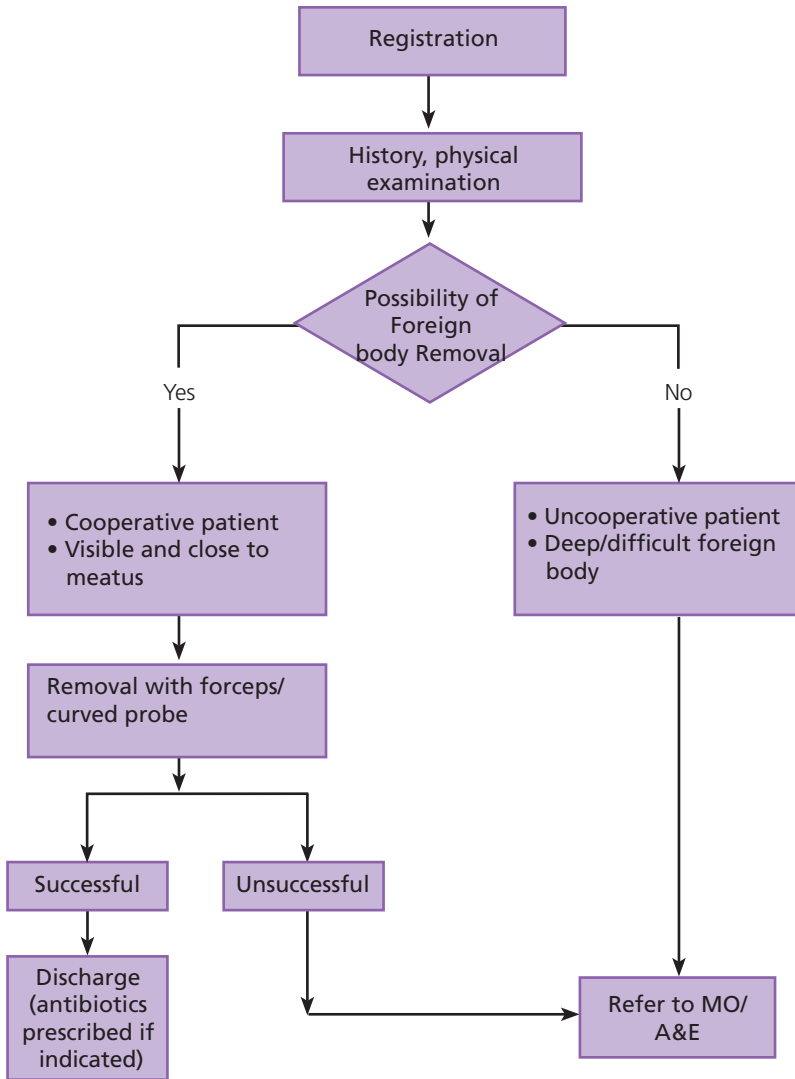 Registration
History, physical
examination
Possibility of
Foreign
body Removal
Yes
No
• Cooperative patient
• Visible and close to
meatus
• Uncooperative patient
• Deep/difficult foreign
body
Removal with forceps/
curved probe
Successful
Unsuccessful
Discharge
(antibiotics
prescribed if
indicated)
Refer to MO/
A&E